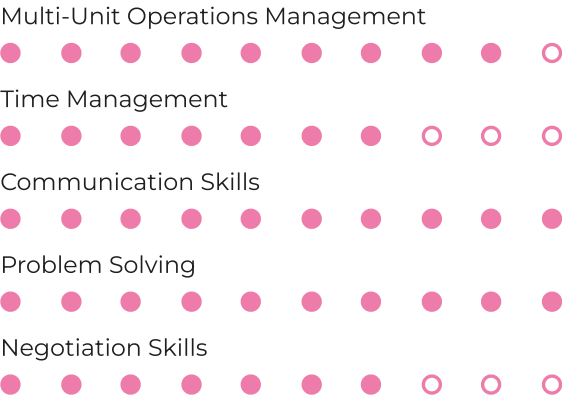 Multi-Unit Operations Management
Time Management
Communication Skills
Problem Solving
Negotiation Skills